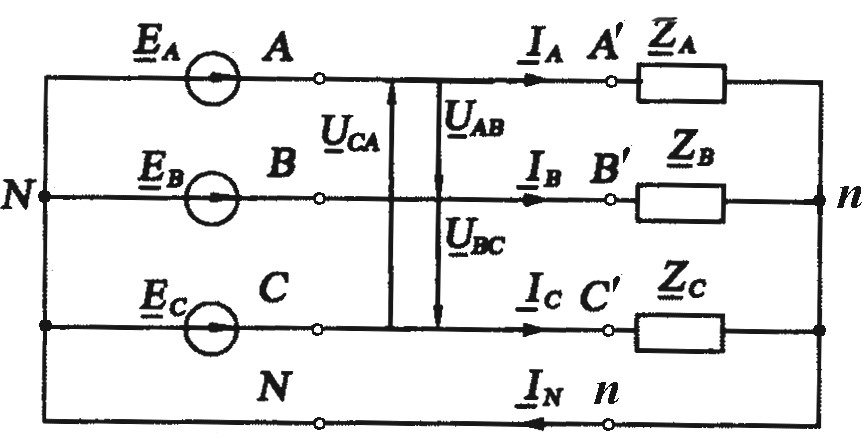 E_A A I_A A′ Z_A
U_CA U_AB
E_B B I_B B′ Z_B
N n
U_BC
E_C C I_C C′ Z_C
N I_N n